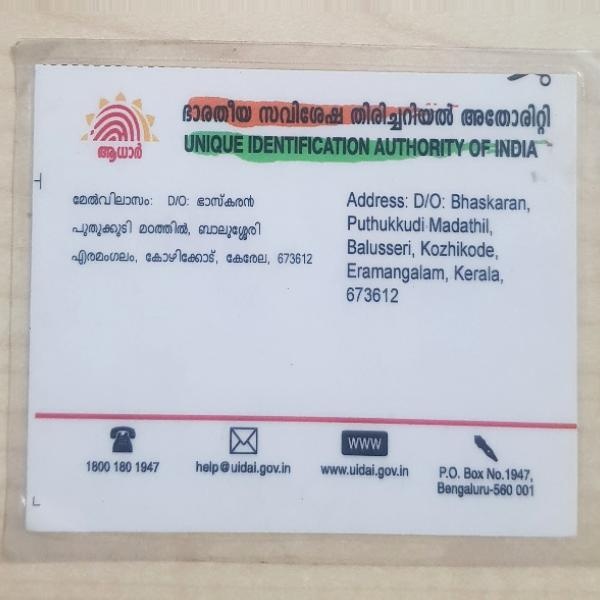 ഭാരതീയ സവിശേഷ തിരിച്ചറിയൽ അതോറിറ്റി
UNIQUE IDENTIFICATION AUTHORITY OF INDIA
ആധാർ
മേൽവിലാസം: D/O: ഭാസ്കരൻ
പുതുക്കുടി മഠത്തിൽ, ബാലുശ്ശേരി
എരമംഗലം, കോഴിക്കോട്, കേരള, 673612
Address: D/O: Bhaskaran,
Puthukkudi Madathil,
Balusseri, Kozhikode,
Eramangalam, Kerala,
673612
1800 180 1947
help@uidai.gov.in
WWW
www.uidai.gov.in
P.O. Box No.1947,
Bengaluru-560 001